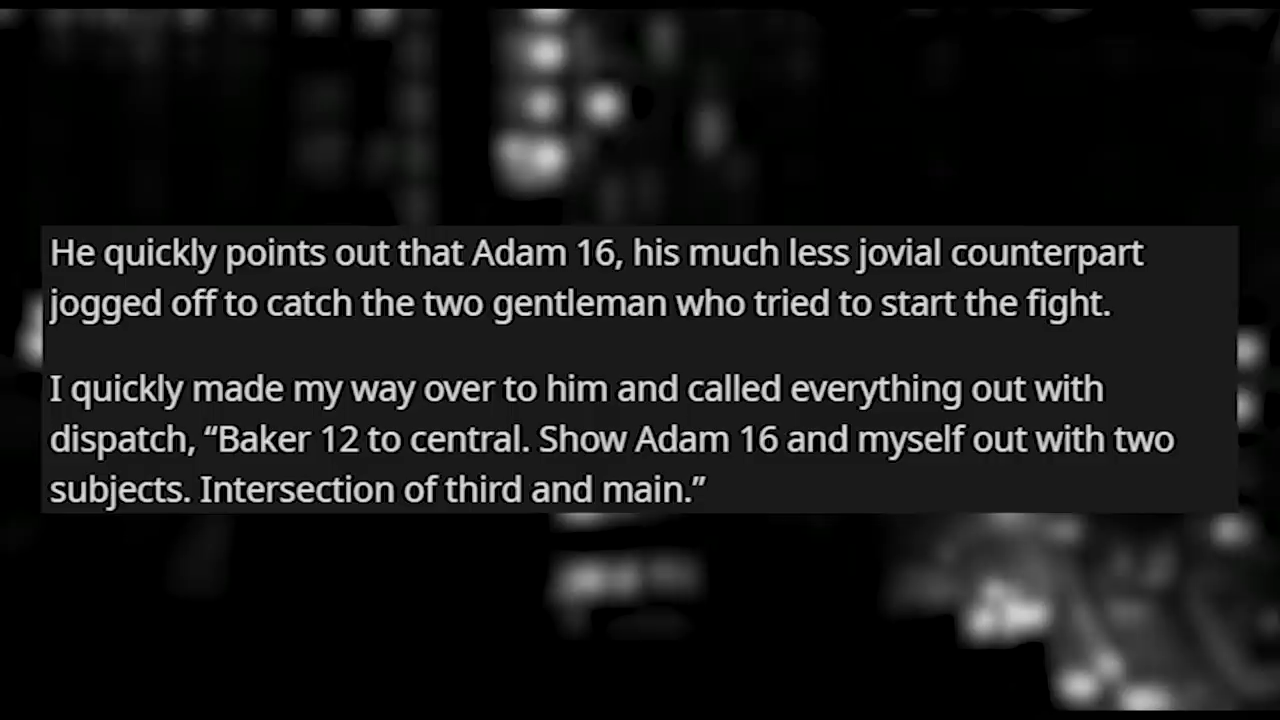 He quickly points out that Adam 16, his much less jovial counterpart
jogged off to catch the two gentleman who tried to start the fight.
I quickly made my way over to him and called everything out with
dispatch, “Baker 12 to central. Show Adam 16 and myself out with two
subjects. Intersection of third and main.”